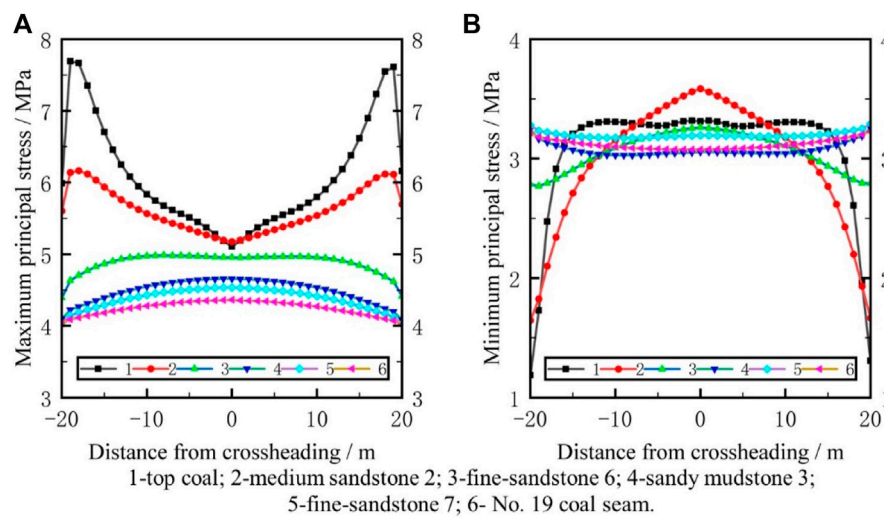 A
B
8
7
6
5
4
3
8
7
6
5
4
3
Maximum principal stress / MPa
1 2 3 4 5 6
-20 -10 0 10 20
Distance from crossheading / m
4
3
2
1
4
3
2
1
Minimum principal stress / MPa
1 2 3 4 5 6
-20 -10 0 10 20
Distance from crossheading / m
1-top coal; 2-medium sandstone 2; 3-fine-sandstone 6; 4-sandy mudstone 3;
5-fine-sandstone 7; 6- No. 19 coal seam.